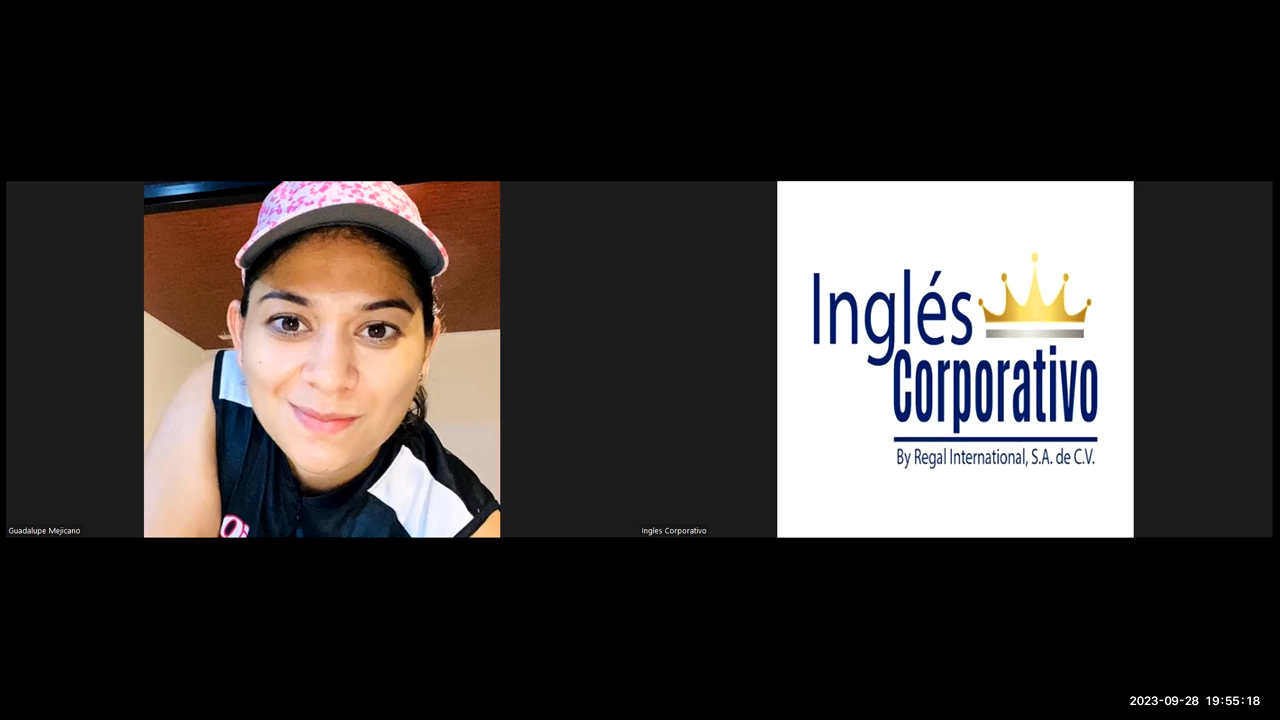 Inglés
Corporativo
By Regal International, S.A. de C.V.
Guadalupe Mejicano
Ingles Corporativo
2023-09-28 19:55:18